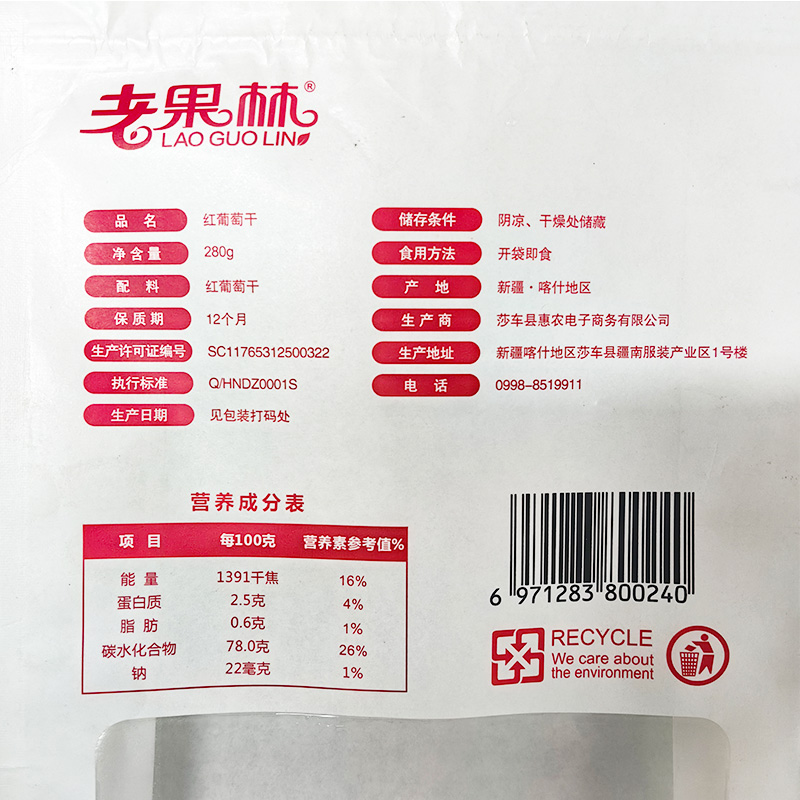 老果林®
LAO GUO LIN
品名 红葡萄干
净含量 280g
配料 红葡萄干
保质期 12个月
生产许可证编号 SC11765312500322
执行标准 Q/HNDZ0001S
生产日期 见包装打码处
储存条件 阴凉、干燥处储藏
食用方法 开袋即食
产地 新疆·喀什地区
生产商 莎车县惠农电子商务有限公司
生产地址 新疆喀什地区莎车县疆南服装产业区1号楼
电话 0998-8519911
营养成分表
项目 每100克 营养素参考值%
能量 1391千焦 16%
蛋白质 2.5克 4%
脂肪 0.6克 1%
碳水化合物 78.0克 26%
钠 22毫克 1%
6 971283 800240
RECYCLE
We care about
the environment